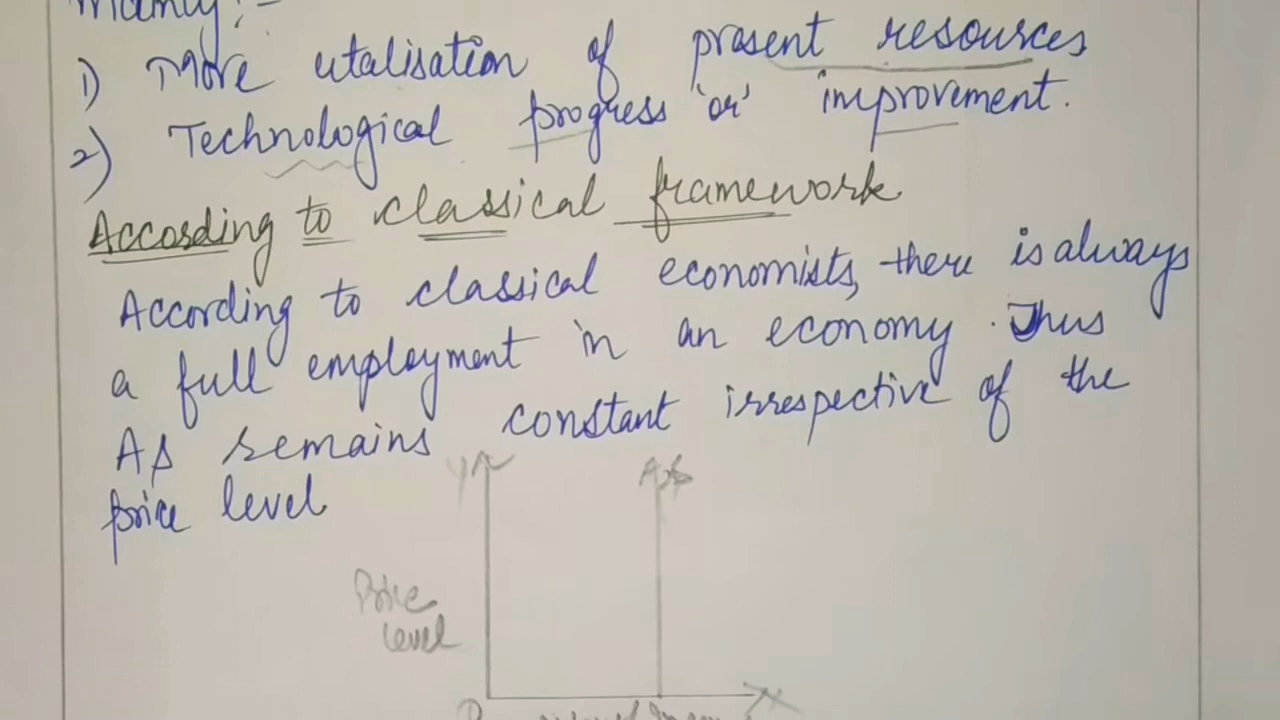 mainly:-
1) More utalisation of present resources
2) Technological progress 'or' improvement.
According to classical framework
According to classical economists, there is always
a full employment in an economy. Thus
AS remains constant irrespective of the
price level
Y
AS
Price
level
O
X